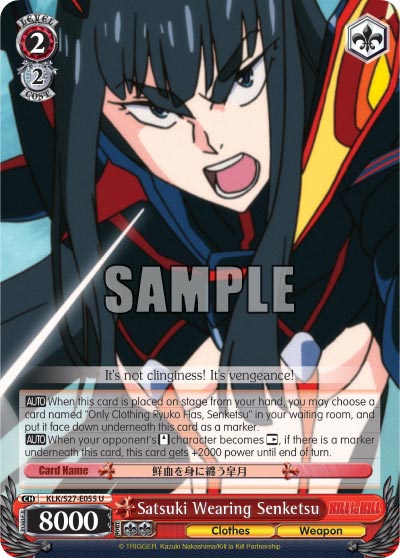 LEVEL
2
2
COST
SAMPLE
It's not clinginess! It's vengeance!
AUTO When this card is placed on stage from your hand, you may choose a
card named "Only Clothing Ryuko Has, Senketsu" in your waiting room, and
put it face down underneath this card as a marker.
AUTO When your opponent's character becomes , if there is a marker
underneath this card, this card gets +2000 power until end of turn.
Card Name 鮮血を身に纏う皐月
CH KLK/S27-E055 U
Satsuki Wearing Senketsu
KILL la KILL
8000
Clothes
Weapon
© TRIGGER, Kazuki Nakashima/Kill la Kill Partnership